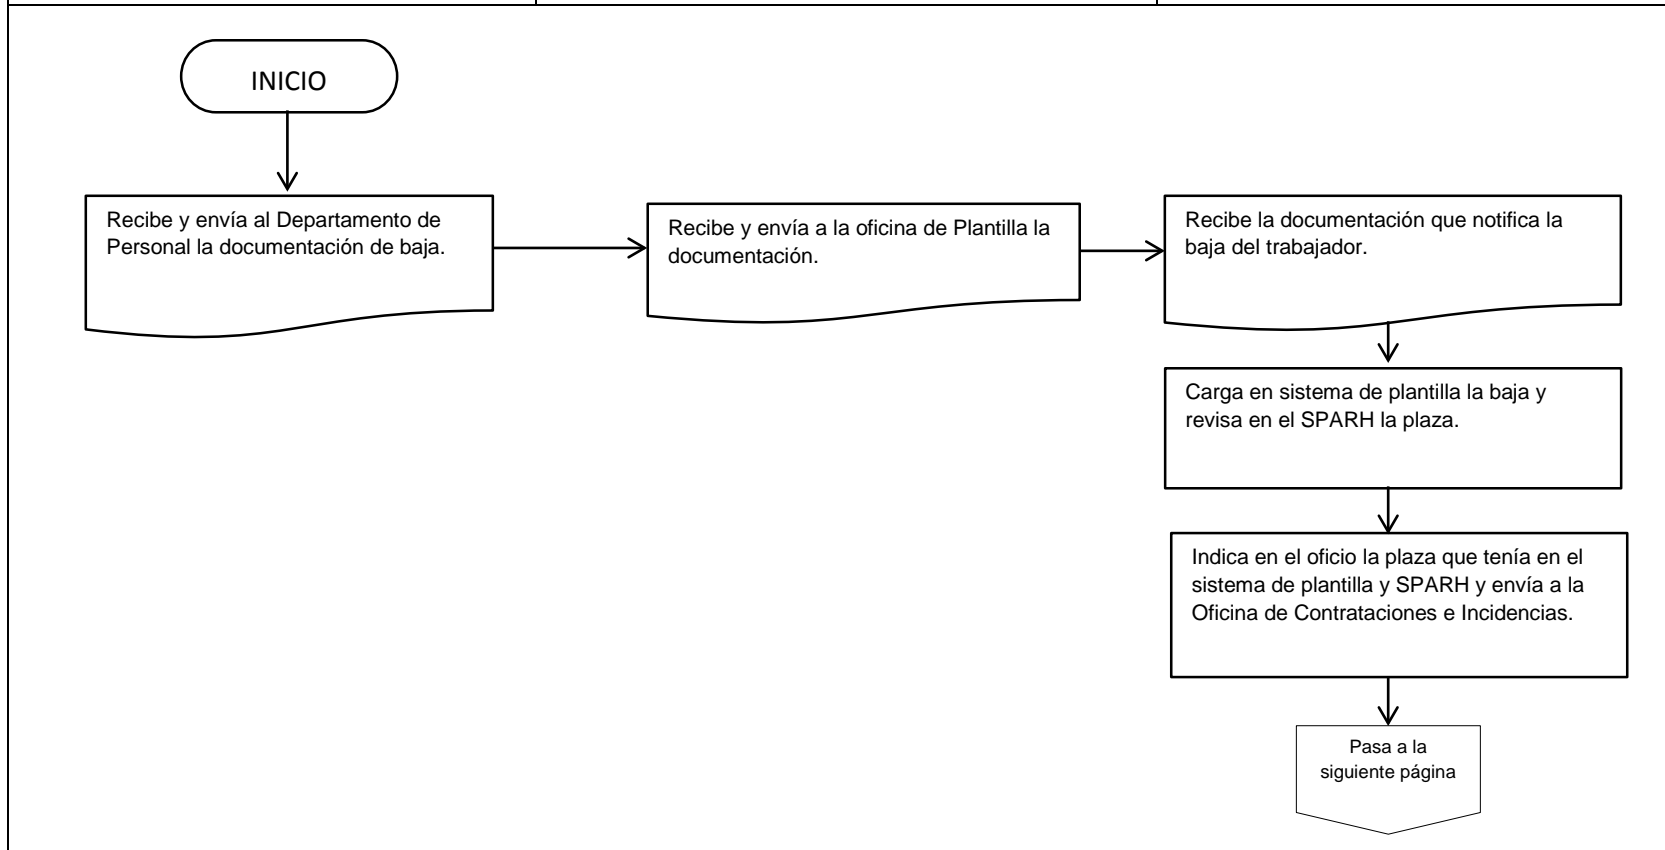 INICIO
Recibe y envía al Departamento de
Personal la documentación de baja.
Recibe y envía a la oficina de Plantilla la
documentación.
Recibe la documentación que notifica la
baja del trabajador.
Carga en sistema de plantilla la baja y
revisa en el SPARH la plaza.
Indica en el oficio la plaza que tenía en el
sistema de plantilla y SPARH y envía a la
Oficina de Contrataciones e Incidencias.
Pasa a la
siguiente página